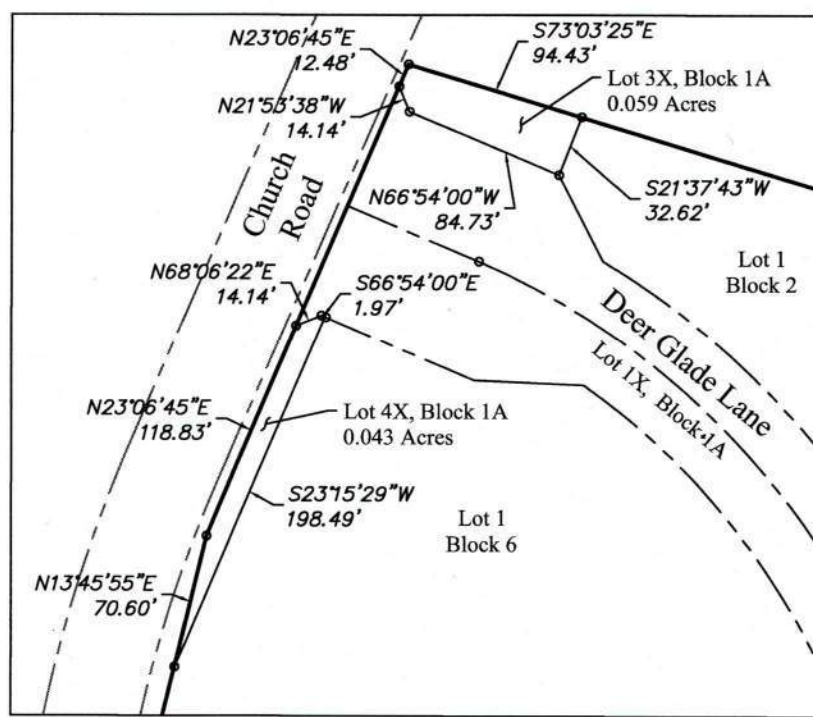 N23°06'45"E
12.48'
S73°03'25"E
94.43'
Lot 3X, Block 1A
0.059 Acres
N21°53'38"W
14.14'
Church
Road
N66°54'00"W
84.73'
S21°37'43"W
32.62'
Lot 1
Block 2
N68°06'22"E
14.14'
S66°54'00"E
1.97'
Deer Glade Lane
Lot 1X, Block 1A
N23°06'45"E
118.83'
Lot 4X, Block 1A
0.043 Acres
S23°15'29"W
198.49'
Lot 1
Block 6
N13°45'55"E
70.60'